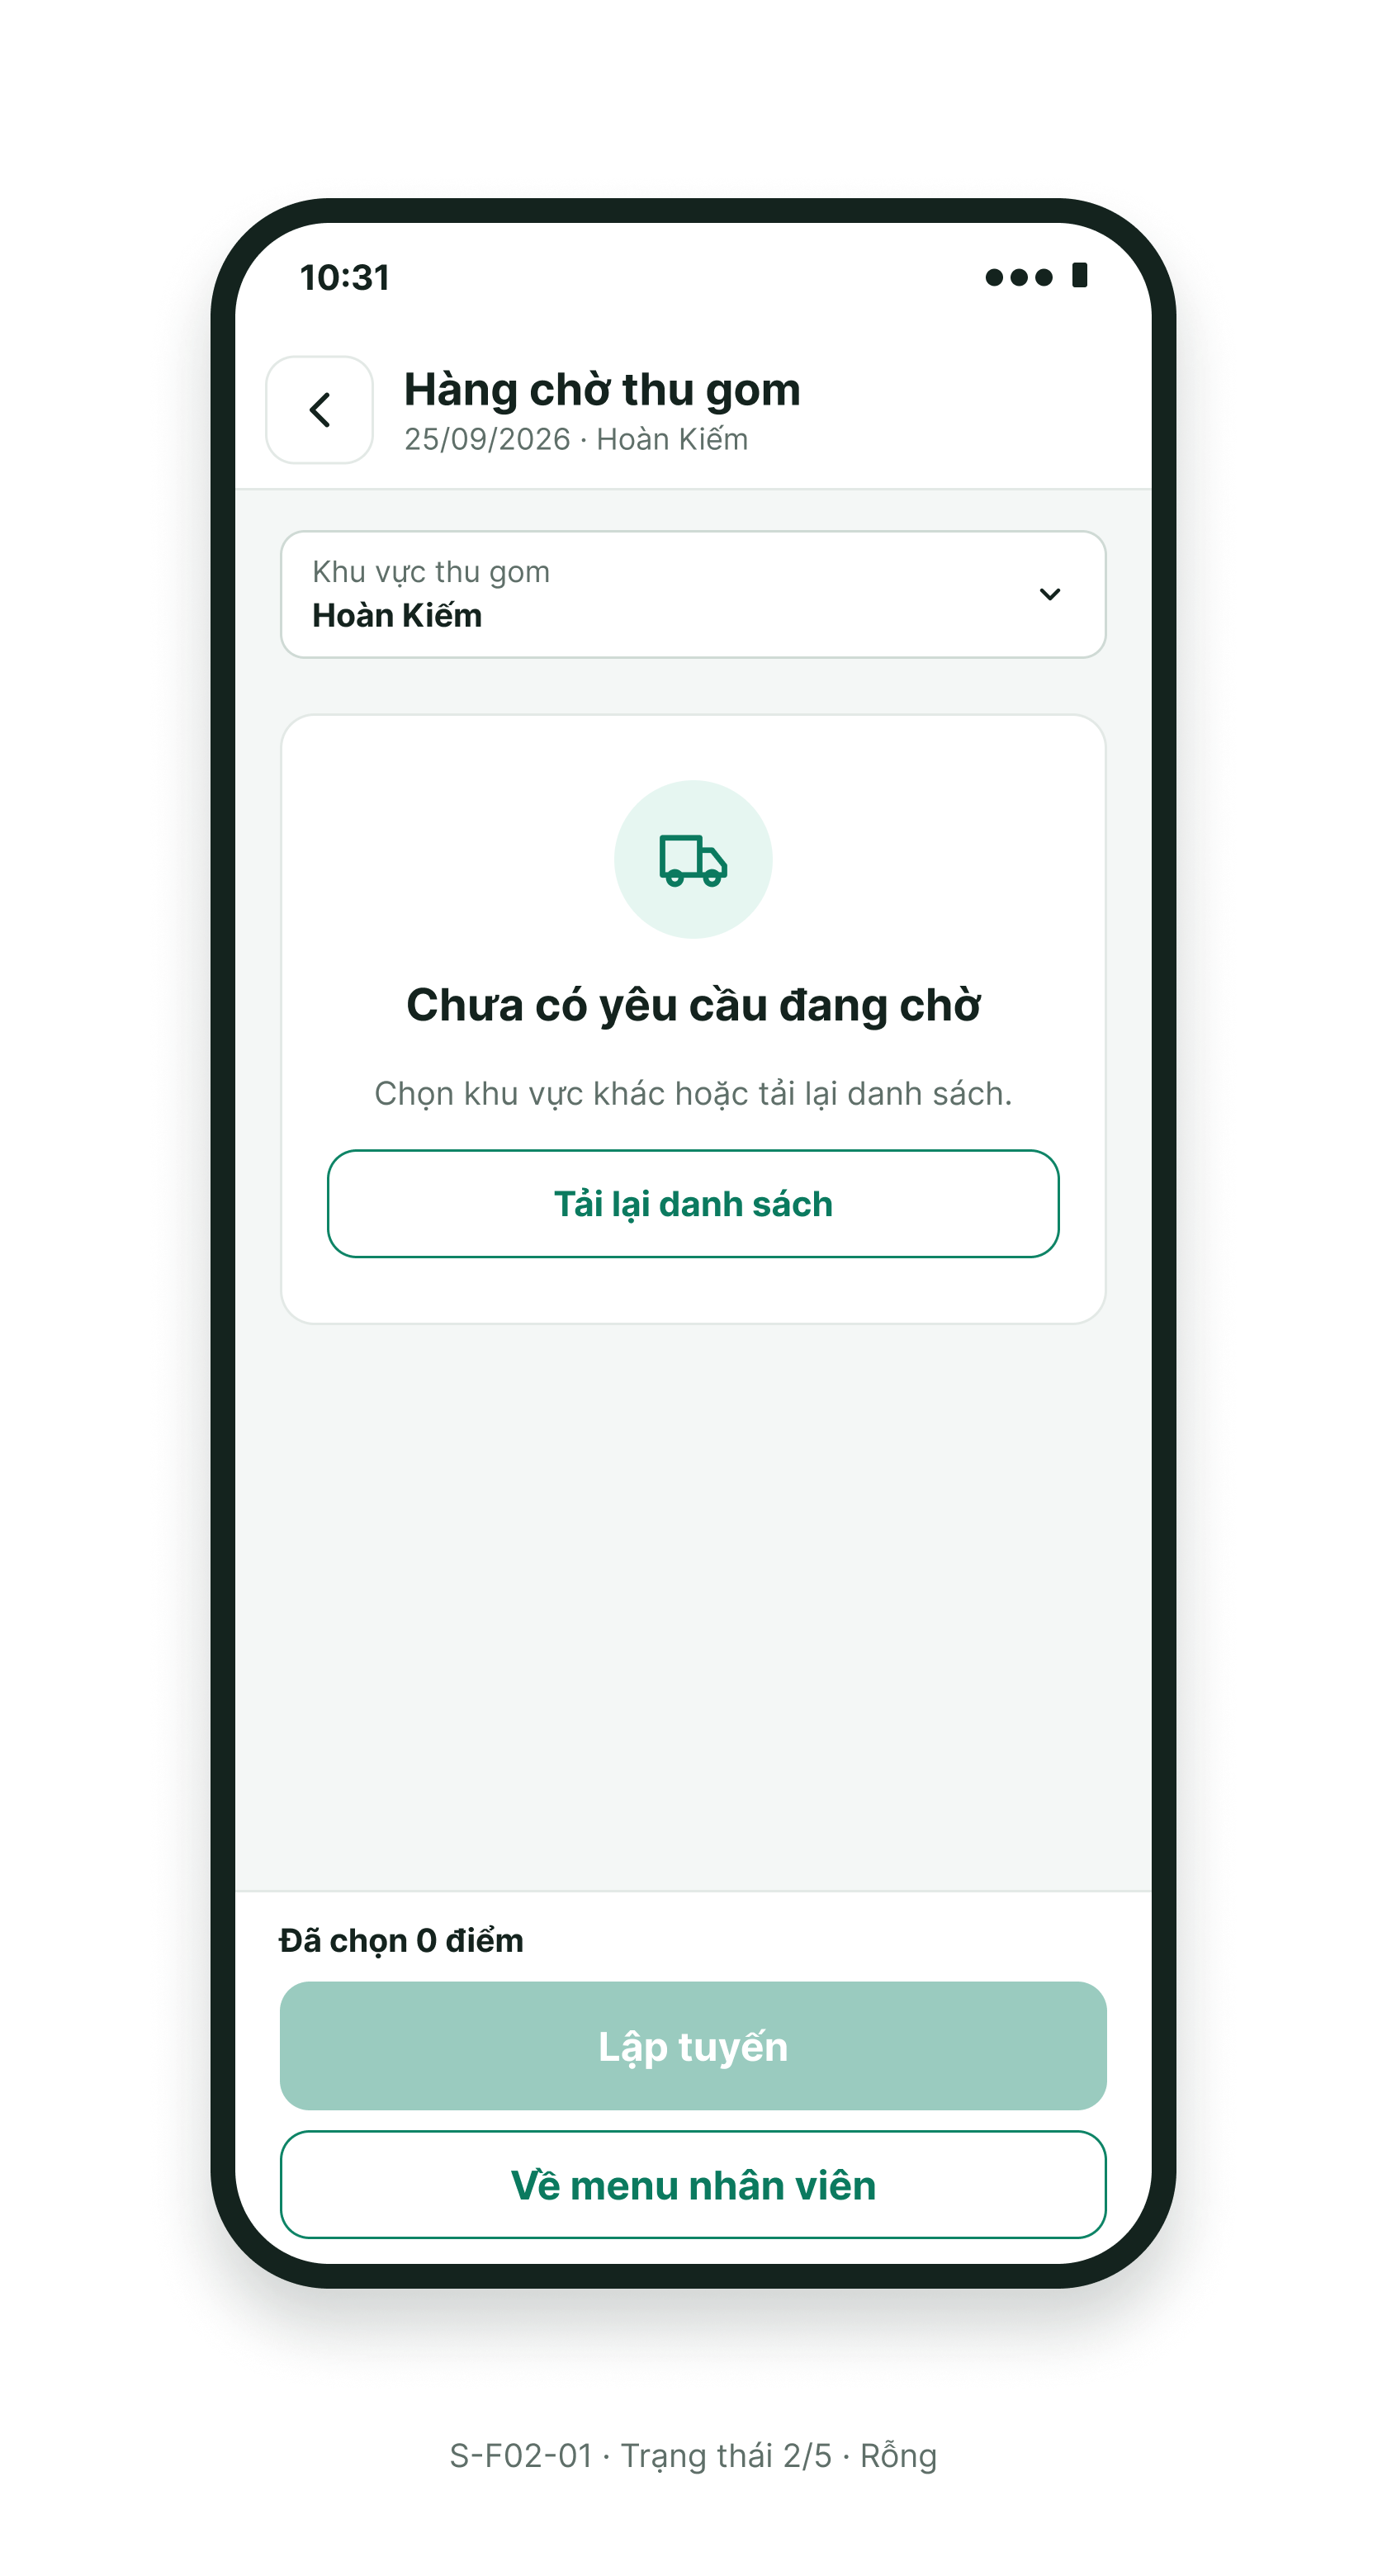 10:31
Hàng chờ thu gom
25/09/2026 · Hoàn Kiếm
Khu vực thu gom
Hoàn Kiếm
Chưa có yêu cầu đang chờ
Chọn khu vực khác hoặc tải lại danh sách.
Tải lại danh sách
Đã chọn 0 điểm
Lập tuyến
Về menu nhân viên
S-F02-01 · Trạng thái 2/5 · Rỗng